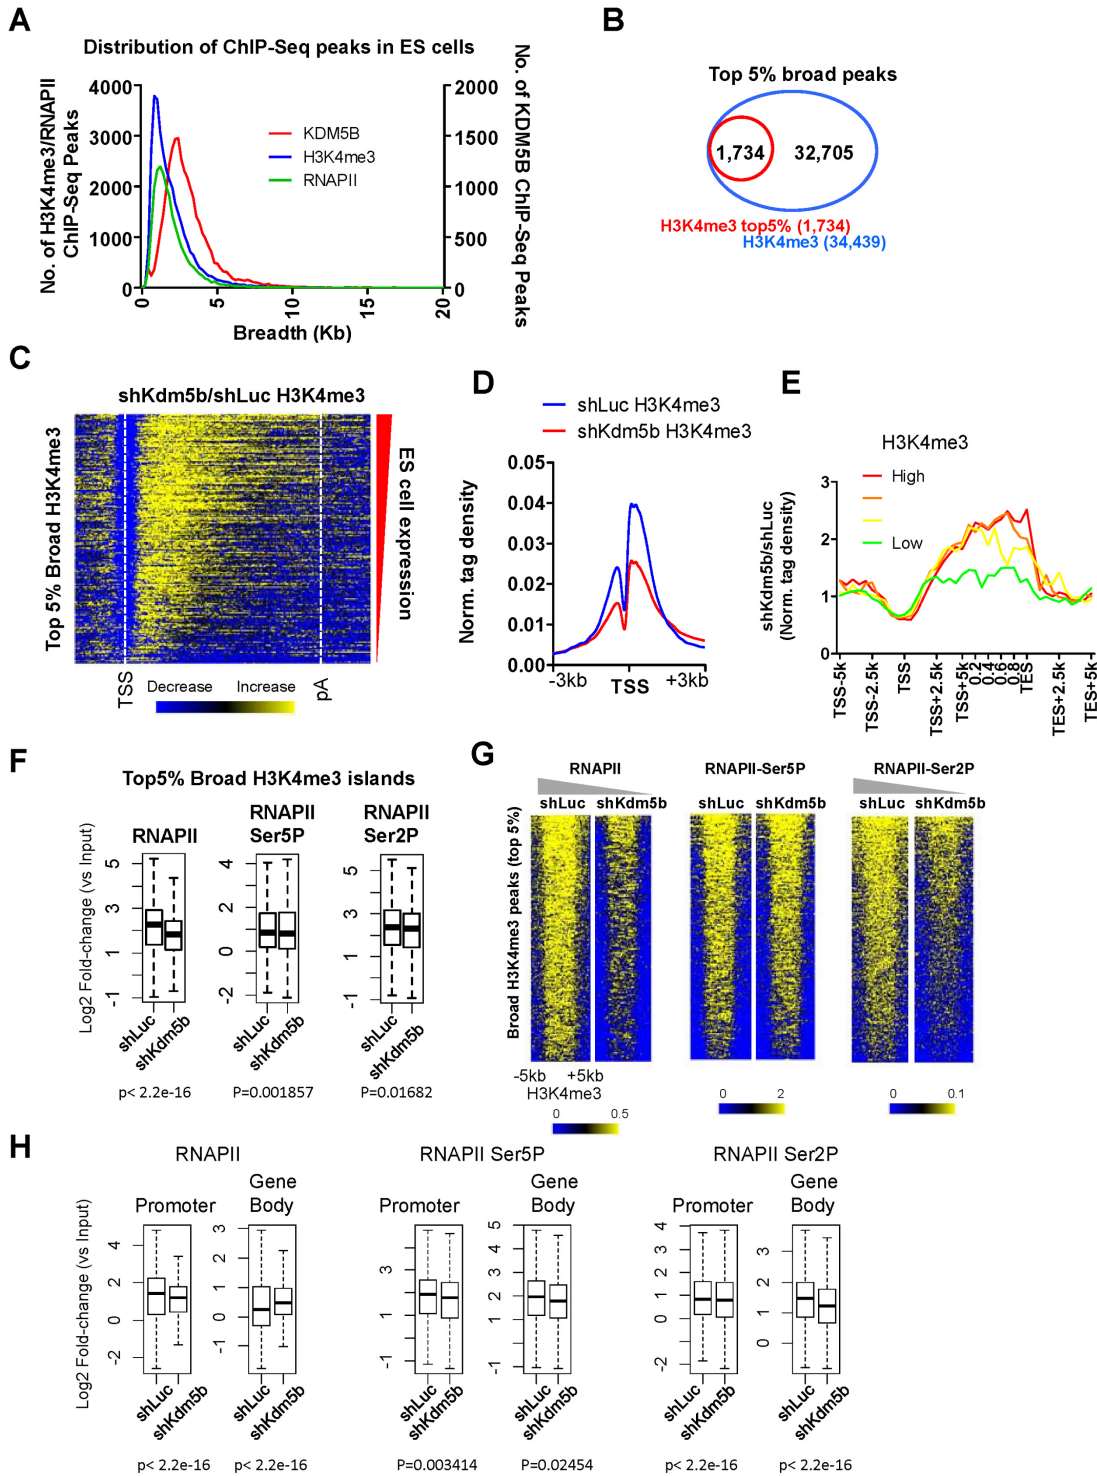 A
Distribution of ChIP-Seq peaks in ES cells
No. of H3K4me3/RNAPII
ChIP-Seq Peaks
4000
3000
2000
1000
0
2000
1500
1000
500
0
No. of KDM5B ChIP-Seq Peaks
KDM5B
H3K4me3
RNAPII
0 5 10 15 20
Breadth (Kb)
B
Top 5% broad peaks
1,734 32,705
H3K4me3 top5% (1,734)
H3K4me3 (34,439)
C
shKdm5b/shLuc H3K4me3
Top 5% Broad H3K4me3
ES cell expression
TSS
pA
Decrease Increase
D
shLuc H3K4me3
shKdm5b H3K4me3
Norm. tag density
0.05
0.04
0.03
0.02
0.01
0.00
-3kb TSS +3kb
E
H3K4me3
High
Low
shKdm5b/shLuc
(Norm. tag density)
3
2
1
0
TSS-5k
TSS-2.5k
TSS
TSS+2.5k
TSS+5k
0.2
0.4
0.6
0.8
TES
TES+2.5k
TES+5k
F
Top5% Broad H3K4me3 islands
Log2 Fold-change (vs Input)
RNAPII
5
3
1
-1
shLuc
shKdm5b
p< 2.2e-16
RNAPII
Ser5P
4
2
0
-2
shLuc
shKdm5b
P=0.001857
RNAPII
Ser2P
5
3
1
-1
shLuc
shKdm5b
P=0.01682
G
Broad H3K4me3 peaks (top 5%)
RNAPII
shLuc shKdm5b
-5kb +5kb
H3K4me3
0 0.5
RNAPII-Ser5P
shLuc shKdm5b
0 2
RNAPII-Ser2P
shLuc shKdm5b
0 0.1
H
Log2 Fold-change (vs Input)
RNAPII
Promoter
4
2
0
-2
shLuc
shKdm5b
p< 2.2e-16
Gene
Body
3
2
1
0
-1
shLuc
shKdm5b
p< 2.2e-16
RNAPII Ser5P
Promoter
3
1
-1
shLuc
shKdm5b
P=0.003414
Gene
Body
5
4
3
2
1
0
-1
shLuc
shKdm5b
P=0.02454
RNAPII Ser2P
Promoter
4
3
2
1
0
-2
shLuc
shKdm5b
p< 2.2e-16
Gene
Body
3
2
1
0
shLuc
shKdm5b
p< 2.2e-16